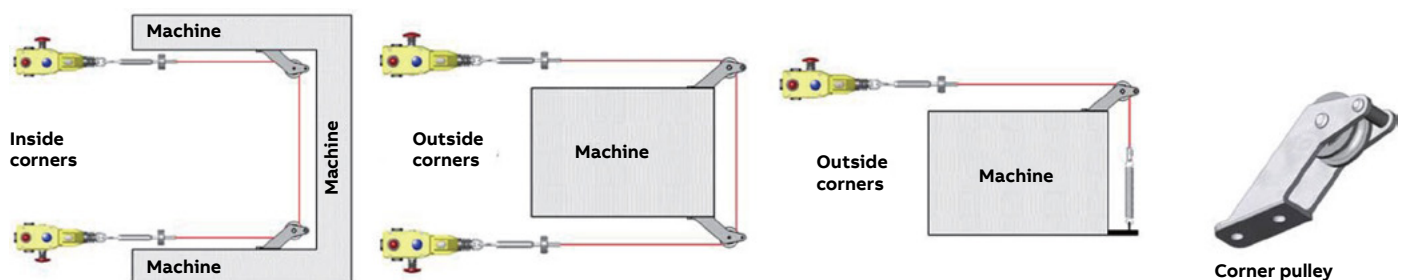 Machine
Inside
corners
Machine
Machine
Outside
corners
Machine
Outside
corners
Machine
Corner pulley